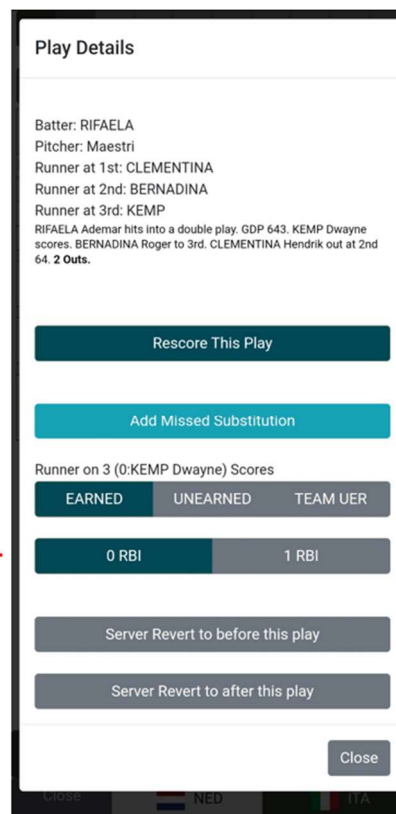 Play Details
Batter: RIFAELA
Pitcher: Maestri
Runner at 1st: CLEMENTINA
Runner at 2nd: BERNADINA
Runner at 3rd: KEMP
RIFAELA Ademar hits into a double play. GDP 643. KEMP Dwayne
scores. BERNADINA Roger to 3rd. CLEMENTINA Hendrik out at 2nd
64. 2 Outs.
Rescore This Play
Add Missed Substitution
Runner on 3 (0:KEMP Dwayne) Scores
EARNED UNEARNED TEAM UER
0 RBI 1 RBI
Server Revert to before this play
Server Revert to after this play
Close
Close NED ITA